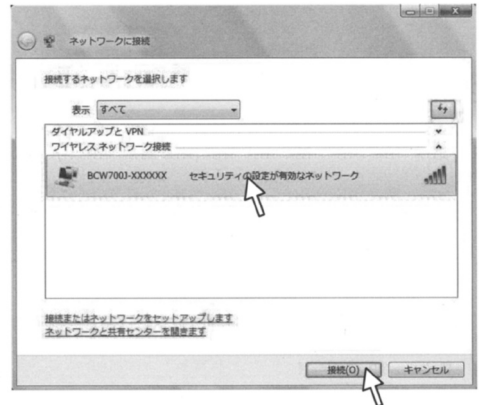 ネットワークに接続
接続するネットワークを選択します
表示 すべて
ダイヤルアップと VPN
ワイヤレス ネットワーク接続
BCW700J-XXXXXX セキュリティの設定が有効なネットワーク
接続またはネットワークをセットアップします
ネットワークと共有センターを開きます
接続(O) キャンセル